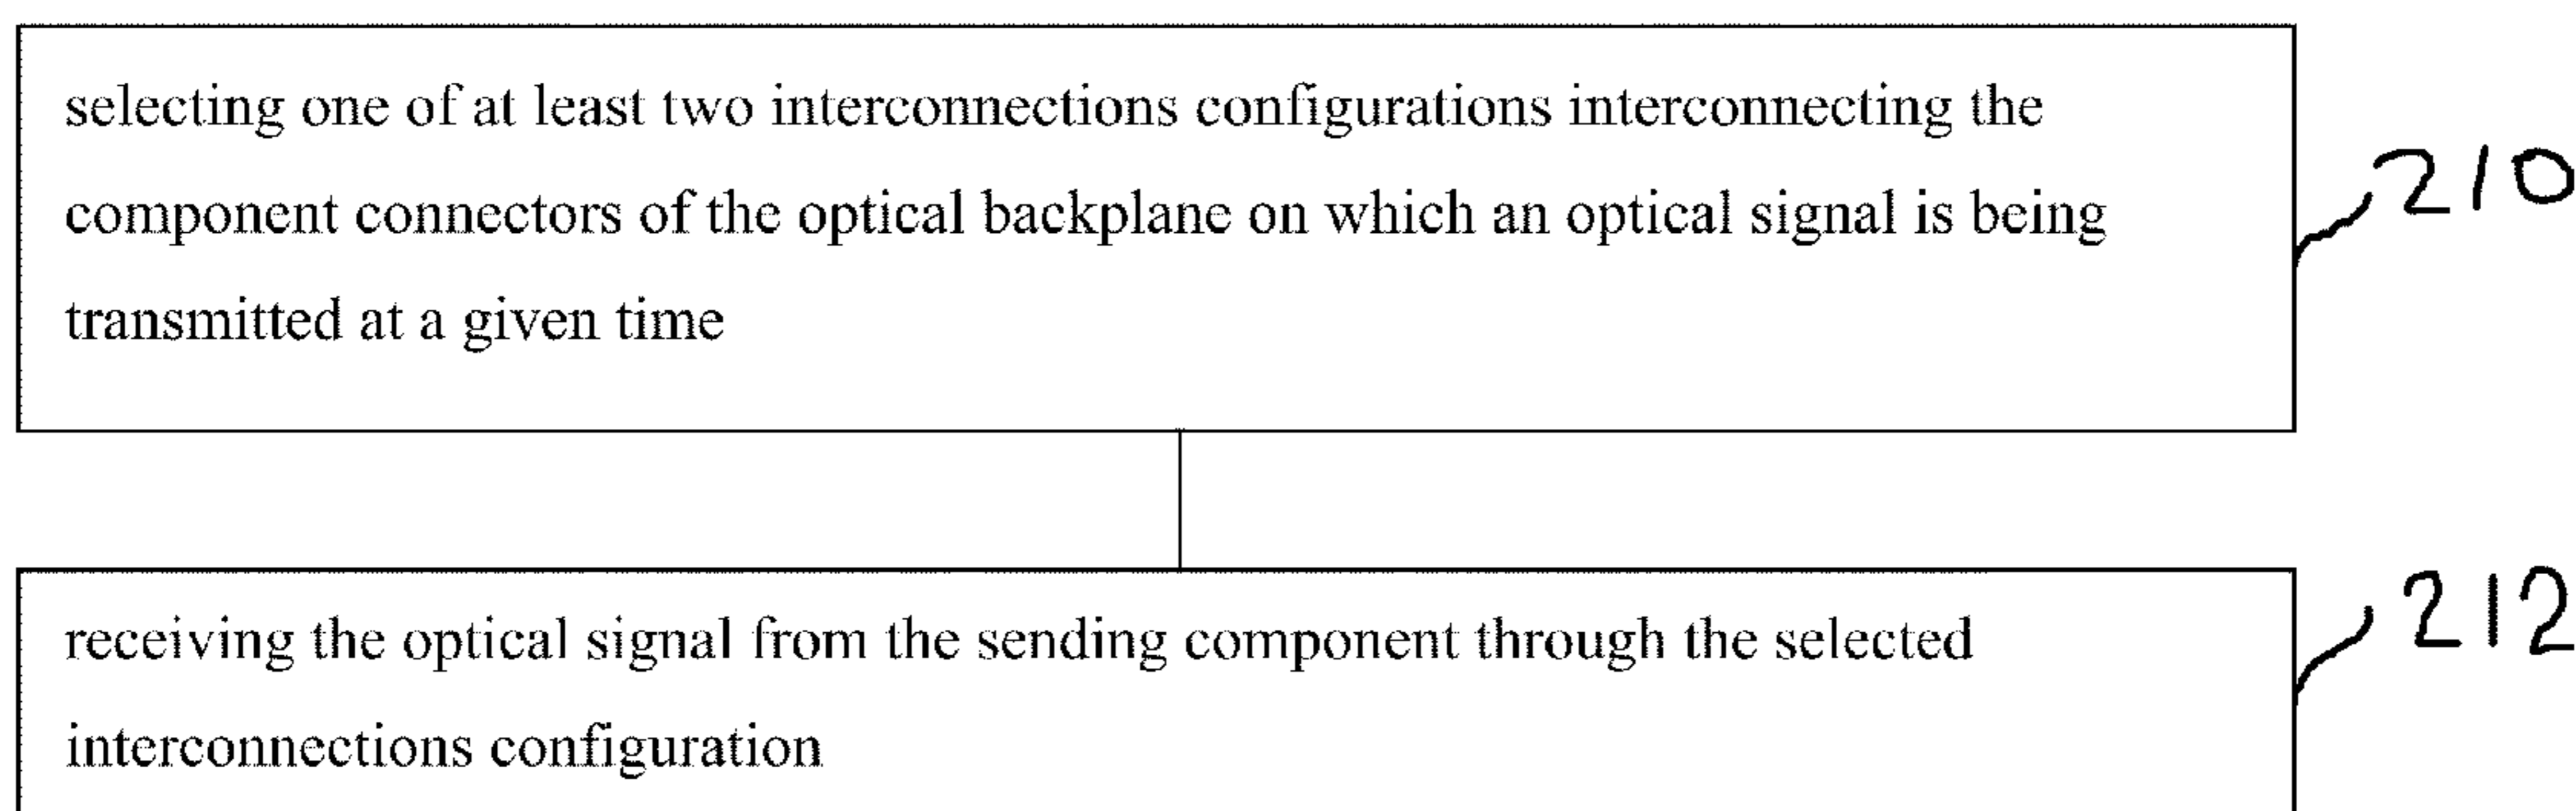 selecting one of at least two interconnections configurations interconnecting the
component connectors of the optical backplane on which an optical signal is being
transmitted at a given time
210
receiving the optical signal from the sending component through the selected
interconnections configuration
212